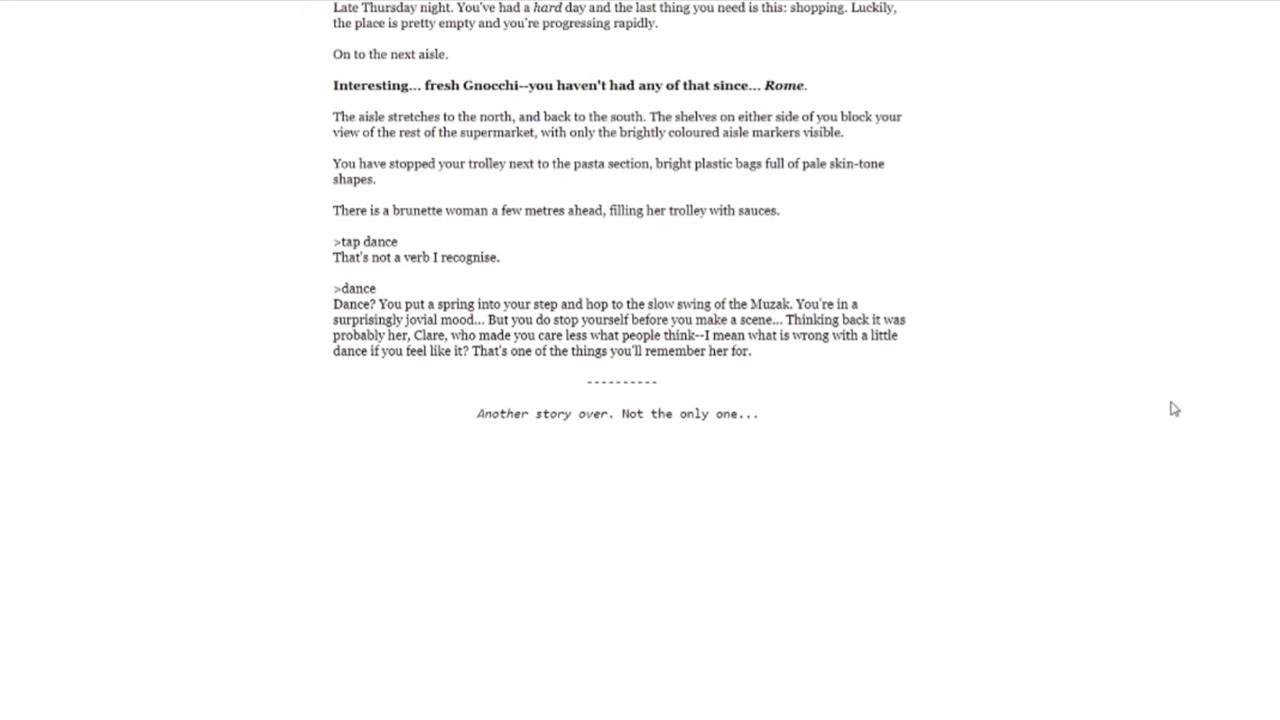 Late Thursday night. You've had a hard day and the last thing you need is this: shopping. Luckily,
the place is pretty empty and you're progressing rapidly.
On to the next aisle.
Interesting... fresh Gnocchi--you haven't had any of that since... Rome.
The aisle stretches to the north, and back to the south. The shelves on either side of you block your
view of the rest of the supermarket, with only the brightly coloured aisle markers visible.
You have stopped your trolley next to the pasta section, bright plastic bags full of pale skin-tone
shapes.
There is a brunette woman a few metres ahead, filling her trolley with sauces.
>tap dance
That's not a verb I recognise.
>dance
Dance? You put a spring into your step and hop to the slow swing of the Muzak. You're in a
surprisingly jovial mood... But you do stop yourself before you make a scene... Thinking back it was
probably her, Clare, who made you care less what people think--I mean what is wrong with a little
dance if you feel like it? That's one of the things you'll remember her for.
----------
Another story over. Not the only one...